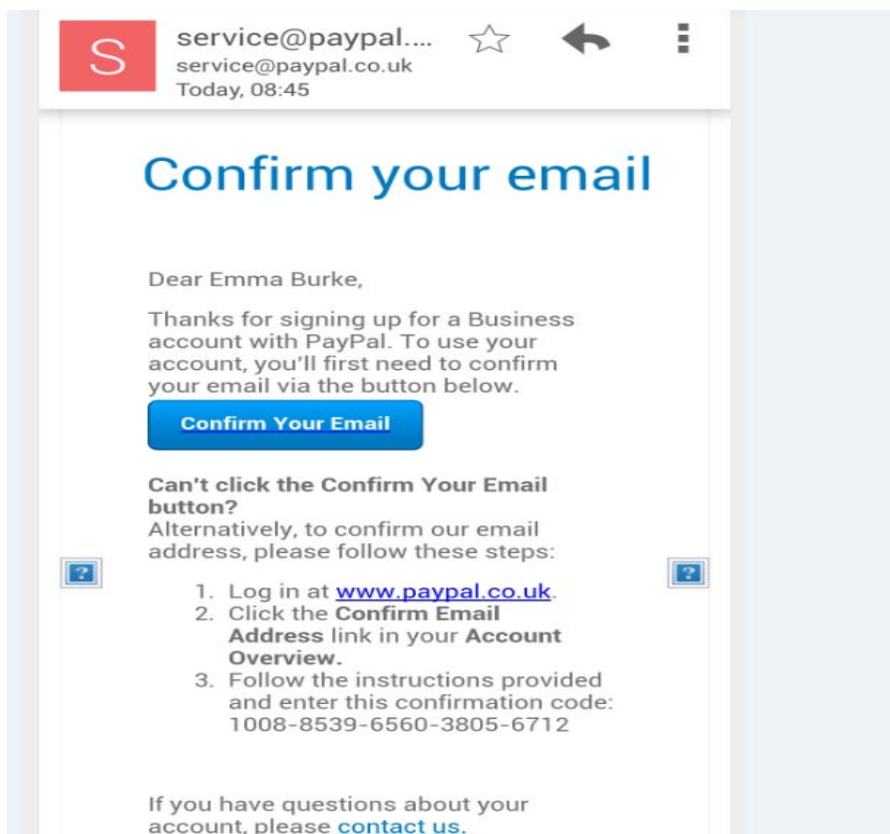 S
service@paypal....
service@paypal.co.uk
Today, 08:45
Confirm your email
Dear Emma Burke,
Thanks for signing up for a Business
account with PayPal. To use your
account, you'll first need to confirm
your email via the button below.
Confirm Your Email
Can't click the Confirm Your Email
button?
Alternatively, to confirm our email
address, please follow these steps:
1. Log in at www.paypal.co.uk.
2. Click the Confirm Email
Address link in your Account
Overview.
3. Follow the instructions provided
and enter this confirmation code:
1008-8539-6560-3805-6712
If you have questions about your
account, please contact us.